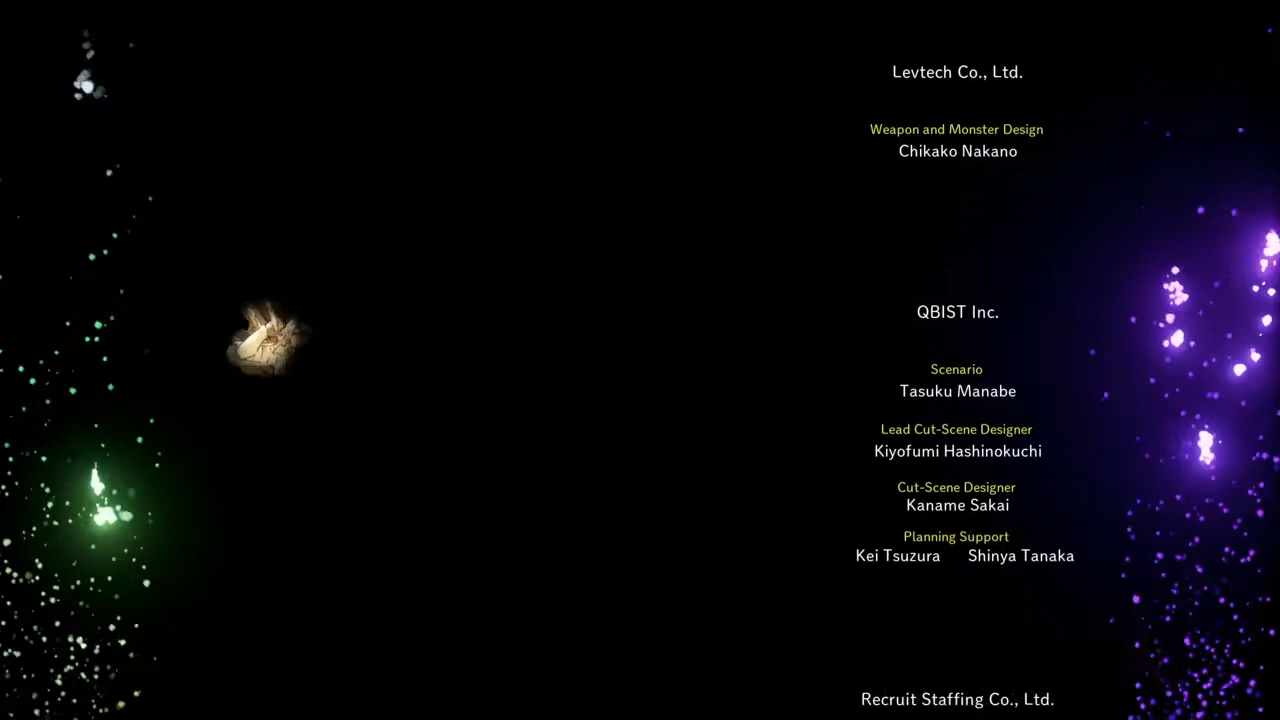 Levtech Co., Ltd.
Weapon and Monster Design
Chikako Nakano
QBIST Inc.
Scenario
Tasuku Manabe
Lead Cut-Scene Designer
Kiyofumi Hashinokuchi
Cut-Scene Designer
Kaname Sakai
Planning Support
Kei Tsuzura Shinya Tanaka
Recruit Staffing Co., Ltd.